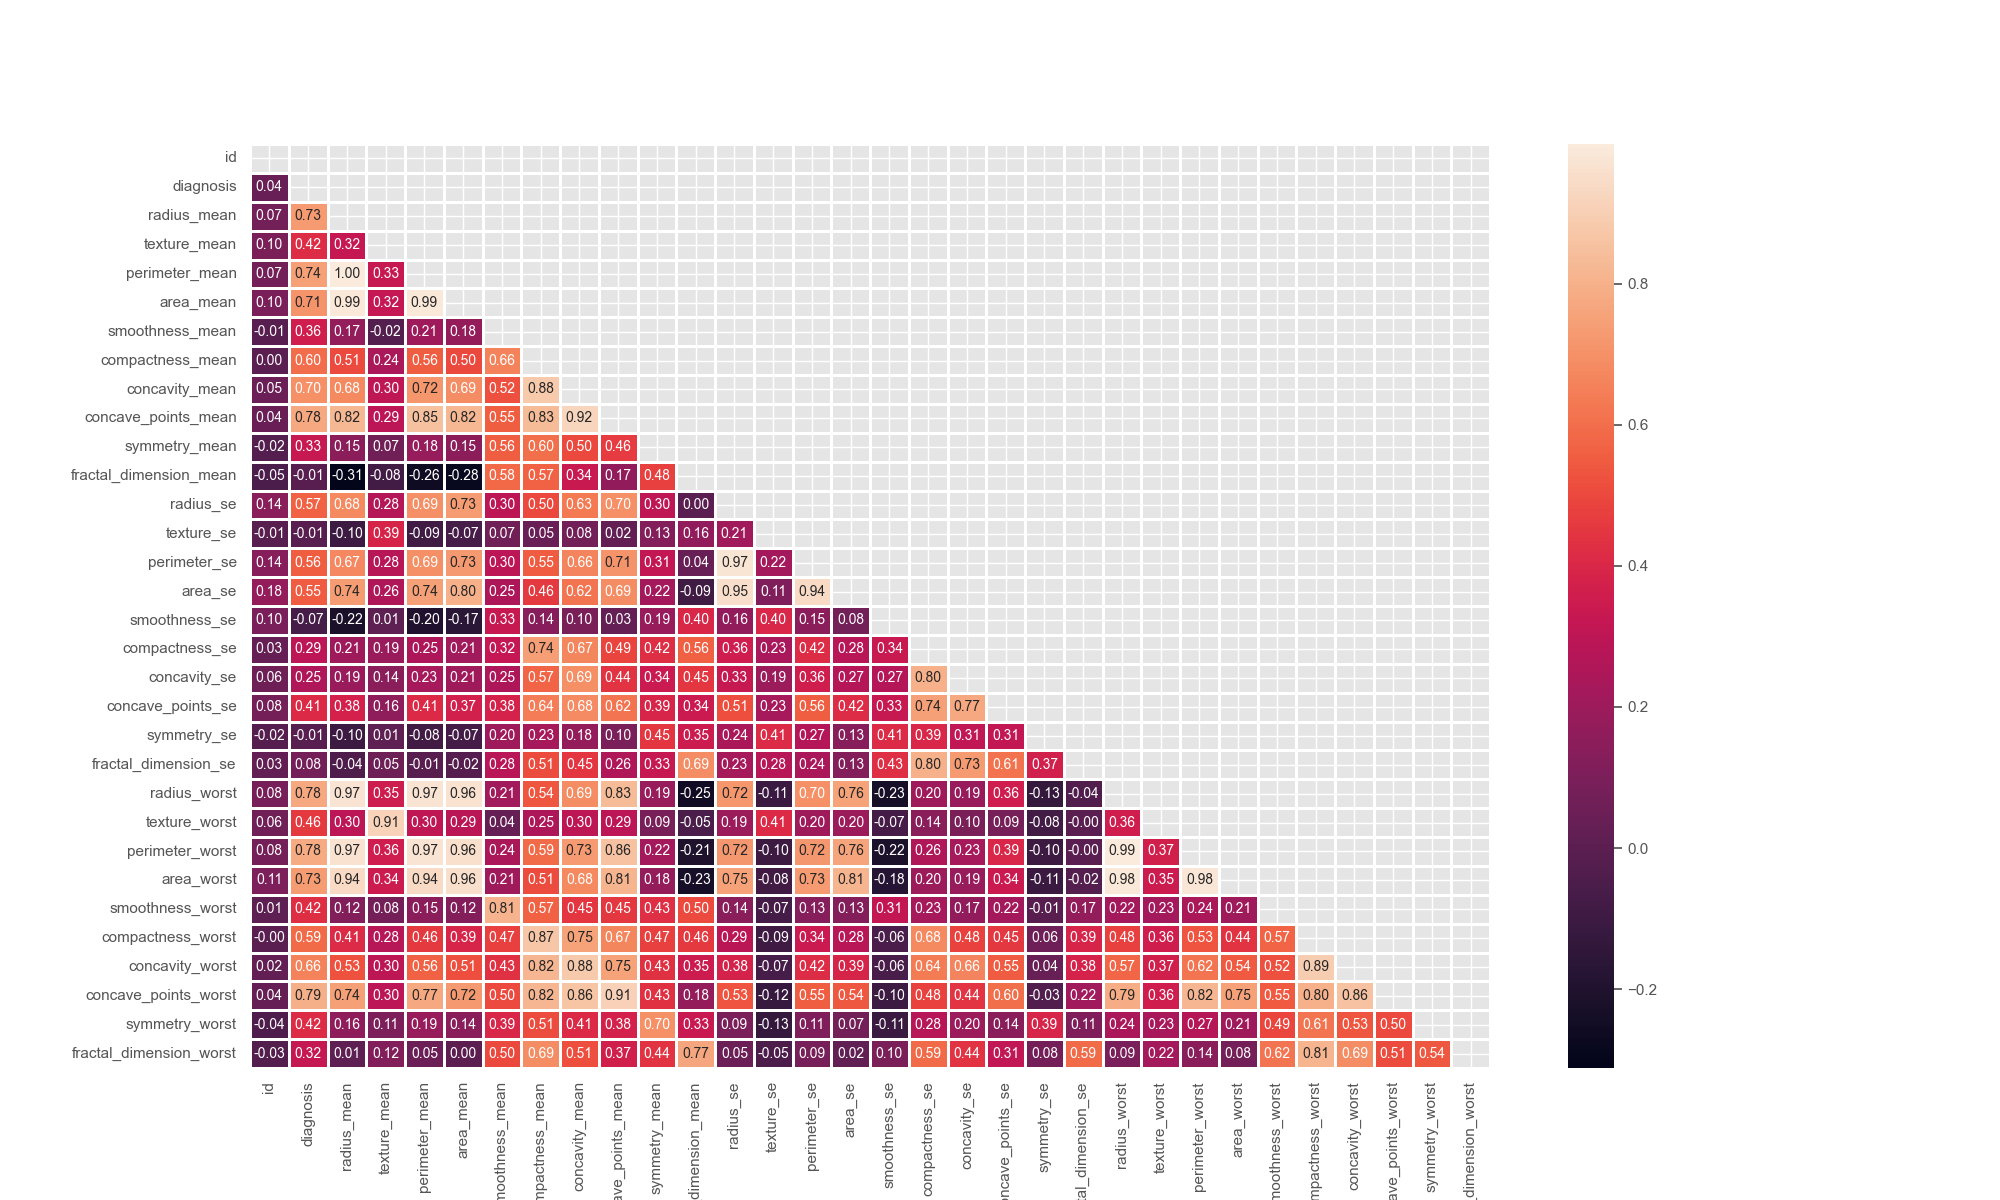 id
diagnosis 0.04
radius_mean 0.07 0.73
texture_mean 0.10 0.42 0.32
perimeter_mean 0.07 0.74 1.00 0.33
area_mean 0.10 0.71 0.99 0.32 0.99
smoothness_mean -0.01 0.36 0.17 -0.02 0.21 0.18
compactness_mean 0.00 0.60 0.51 0.24 0.56 0.50 0.66
concavity_mean 0.05 0.70 0.68 0.30 0.72 0.69 0.52 0.88
concave_points_mean 0.04 0.78 0.82 0.29 0.85 0.82 0.55 0.83 0.92
symmetry_mean -0.02 0.33 0.15 0.07 0.18 0.15 0.56 0.60 0.50 0.46
fractal_dimension_mean -0.05 -0.01 -0.31 -0.08 -0.26 -0.28 0.58 0.57 0.34 0.17 0.48
radius_se 0.14 0.57 0.68 0.28 0.69 0.73 0.30 0.50 0.63 0.70 0.30 0.00
texture_se -0.01 -0.01 -0.10 0.39 -0.09 -0.07 0.07 0.05 0.08 0.02 0.13 0.16 0.21
perimeter_se 0.14 0.56 0.67 0.28 0.69 0.73 0.30 0.55 0.66 0.71 0.31 0.04 0.97 0.22
area_se 0.18 0.55 0.74 0.26 0.74 0.80 0.25 0.46 0.62 0.69 0.22 -0.09 0.95 0.11 0.94
smoothness_se 0.10 -0.07 -0.22 0.01 -0.20 -0.17 0.33 0.14 0.10 0.03 0.19 0.40 0.16 0.40 0.15 0.08
compactness_se 0.03 0.29 0.21 0.19 0.25 0.21 0.32 0.74 0.67 0.49 0.42 0.56 0.36 0.23 0.42 0.28 0.34
concavity_se 0.06 0.25 0.19 0.14 0.23 0.21 0.25 0.57 0.69 0.44 0.34 0.45 0.33 0.19 0.36 0.27 0.27 0.80
concave_points_se 0.08 0.41 0.38 0.16 0.41 0.37 0.38 0.64 0.68 0.62 0.39 0.34 0.51 0.23 0.56 0.42 0.33 0.74 0.77
symmetry_se -0.02 -0.01 -0.10 0.01 -0.08 -0.07 0.20 0.23 0.18 0.10 0.45 0.35 0.24 0.41 0.27 0.13 0.41 0.39 0.31 0.31
fractal_dimension_se 0.03 0.08 -0.04 0.05 -0.01 -0.02 0.28 0.51 0.45 0.26 0.33 0.69 0.23 0.28 0.24 0.13 0.43 0.80 0.73 0.61 0.37
radius_worst 0.08 0.78 0.97 0.35 0.97 0.96 0.21 0.54 0.69 0.83 0.19 -0.25 0.72 -0.11 0.70 0.76 -0.23 0.20 0.19 0.36 -0.13 -0.04
texture_worst 0.06 0.46 0.30 0.91 0.30 0.29 0.04 0.25 0.30 0.29 0.09 -0.05 0.19 0.41 0.20 0.20 -0.07 0.14 0.10 0.09 -0.08 -0.00 0.36
perimeter_worst 0.08 0.78 0.97 0.36 0.97 0.96 0.24 0.59 0.73 0.86 0.22 -0.21 0.72 -0.10 0.72 0.76 -0.22 0.26 0.23 0.39 -0.10 -0.00 0.99 0.37
area_worst 0.11 0.73 0.94 0.34 0.94 0.96 0.21 0.51 0.68 0.81 0.18 -0.23 0.75 -0.08 0.73 0.81 -0.18 0.20 0.19 0.34 -0.11 -0.02 0.98 0.35 0.98
smoothness_worst 0.01 0.42 0.12 0.08 0.15 0.12 0.81 0.57 0.45 0.45 0.43 0.50 0.14 -0.07 0.13 0.13 0.31 0.23 0.17 0.22 -0.01 0.17 0.22 0.23 0.24 0.21
compactness_worst -0.00 0.59 0.41 0.28 0.46 0.39 0.47 0.87 0.75 0.67 0.47 0.46 0.29 -0.09 0.34 0.28 -0.06 0.68 0.48 0.45 0.06 0.39 0.48 0.36 0.53 0.44 0.57
concavity_worst 0.02 0.66 0.53 0.30 0.56 0.51 0.43 0.82 0.88 0.75 0.43 0.35 0.38 -0.07 0.42 0.39 -0.06 0.64 0.66 0.55 0.04 0.38 0.57 0.37 0.62 0.54 0.52 0.89
concave_points_worst 0.04 0.79 0.74 0.30 0.77 0.72 0.50 0.82 0.86 0.91 0.43 0.18 0.53 -0.12 0.55 0.54 -0.10 0.48 0.44 0.60 -0.03 0.22 0.79 0.36 0.82 0.75 0.55 0.80 0.86
symmetry_worst -0.04 0.42 0.16 0.11 0.19 0.14 0.39 0.51 0.41 0.38 0.70 0.33 0.09 -0.13 0.11 0.07 -0.11 0.28 0.20 0.14 0.39 0.11 0.24 0.23 0.27 0.21 0.49 0.61 0.53 0.50
fractal_dimension_worst -0.03 0.32 0.01 0.12 0.05 0.00 0.50 0.69 0.51 0.37 0.44 0.77 0.05 -0.05 0.09 0.02 0.10 0.59 0.44 0.31 0.08 0.59 0.09 0.22 0.14 0.08 0.62 0.81 0.69 0.51 0.54
id
diagnosis
radius_mean
texture_mean
perimeter_mean
area_mean
moothness_mean
mpactness_mean
concavity_mean
ave_points_mean
symmetry_mean
_dimension_mean
radius_se
texture_se
perimeter_se
area_se
smoothness_se
compactness_se
concavity_se
oncave_points_se
symmetry_se
tal_dimension_se
radius_worst
texture_worst
perimeter_worst
area_worst
moothness_worst
mpactness_worst
concavity_worst
ve_points_worst
symmetry_worst
_dimension_worst
0.8
0.6
0.4
0.2
0.0
−0.2